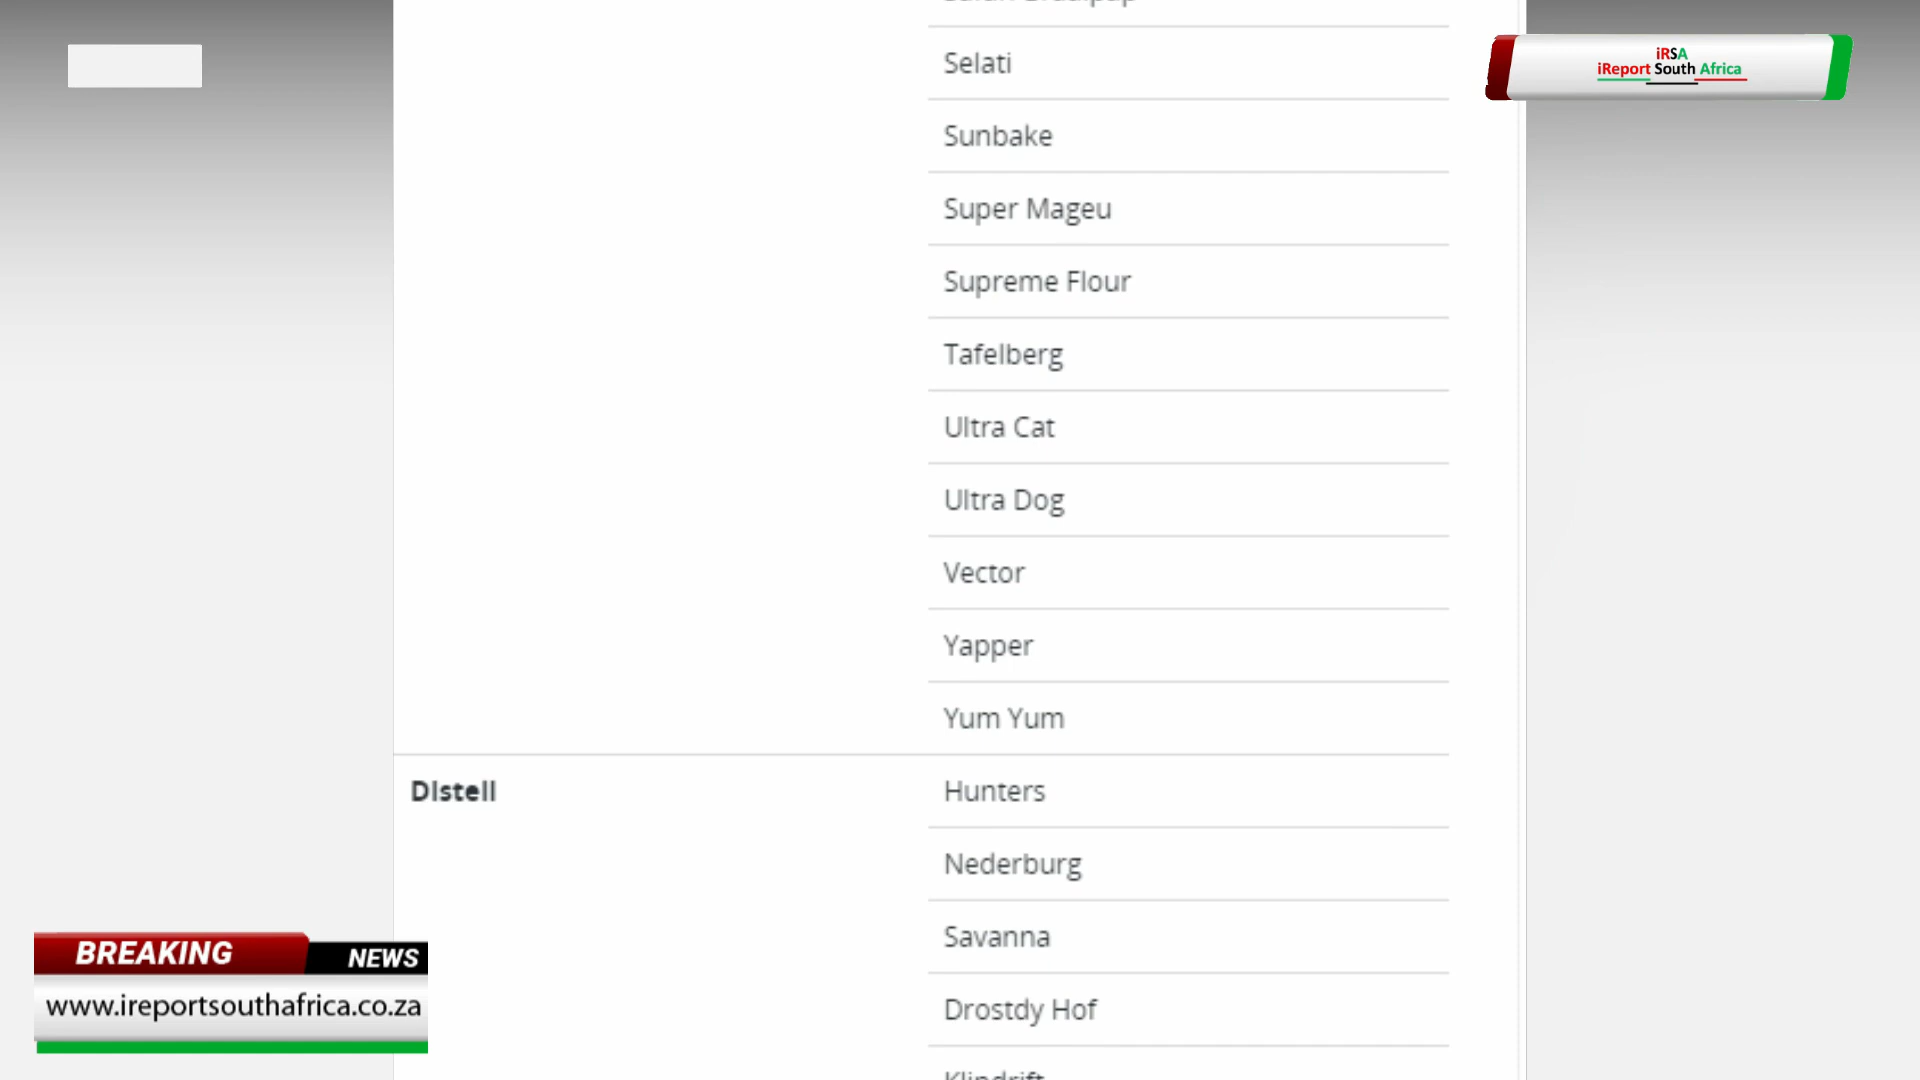 Selati
iRSA
iReport South Africa
Sunbake
Super Mageu
Supreme Flour
Tafelberg
Ultra Cat
Ultra Dog
Vector
Yapper
Yum Yum
Distell
Hunters
Nederburg
Savanna
Drostdy Hof
BREAKING NEWS
www.ireportsouthafrica.co.za